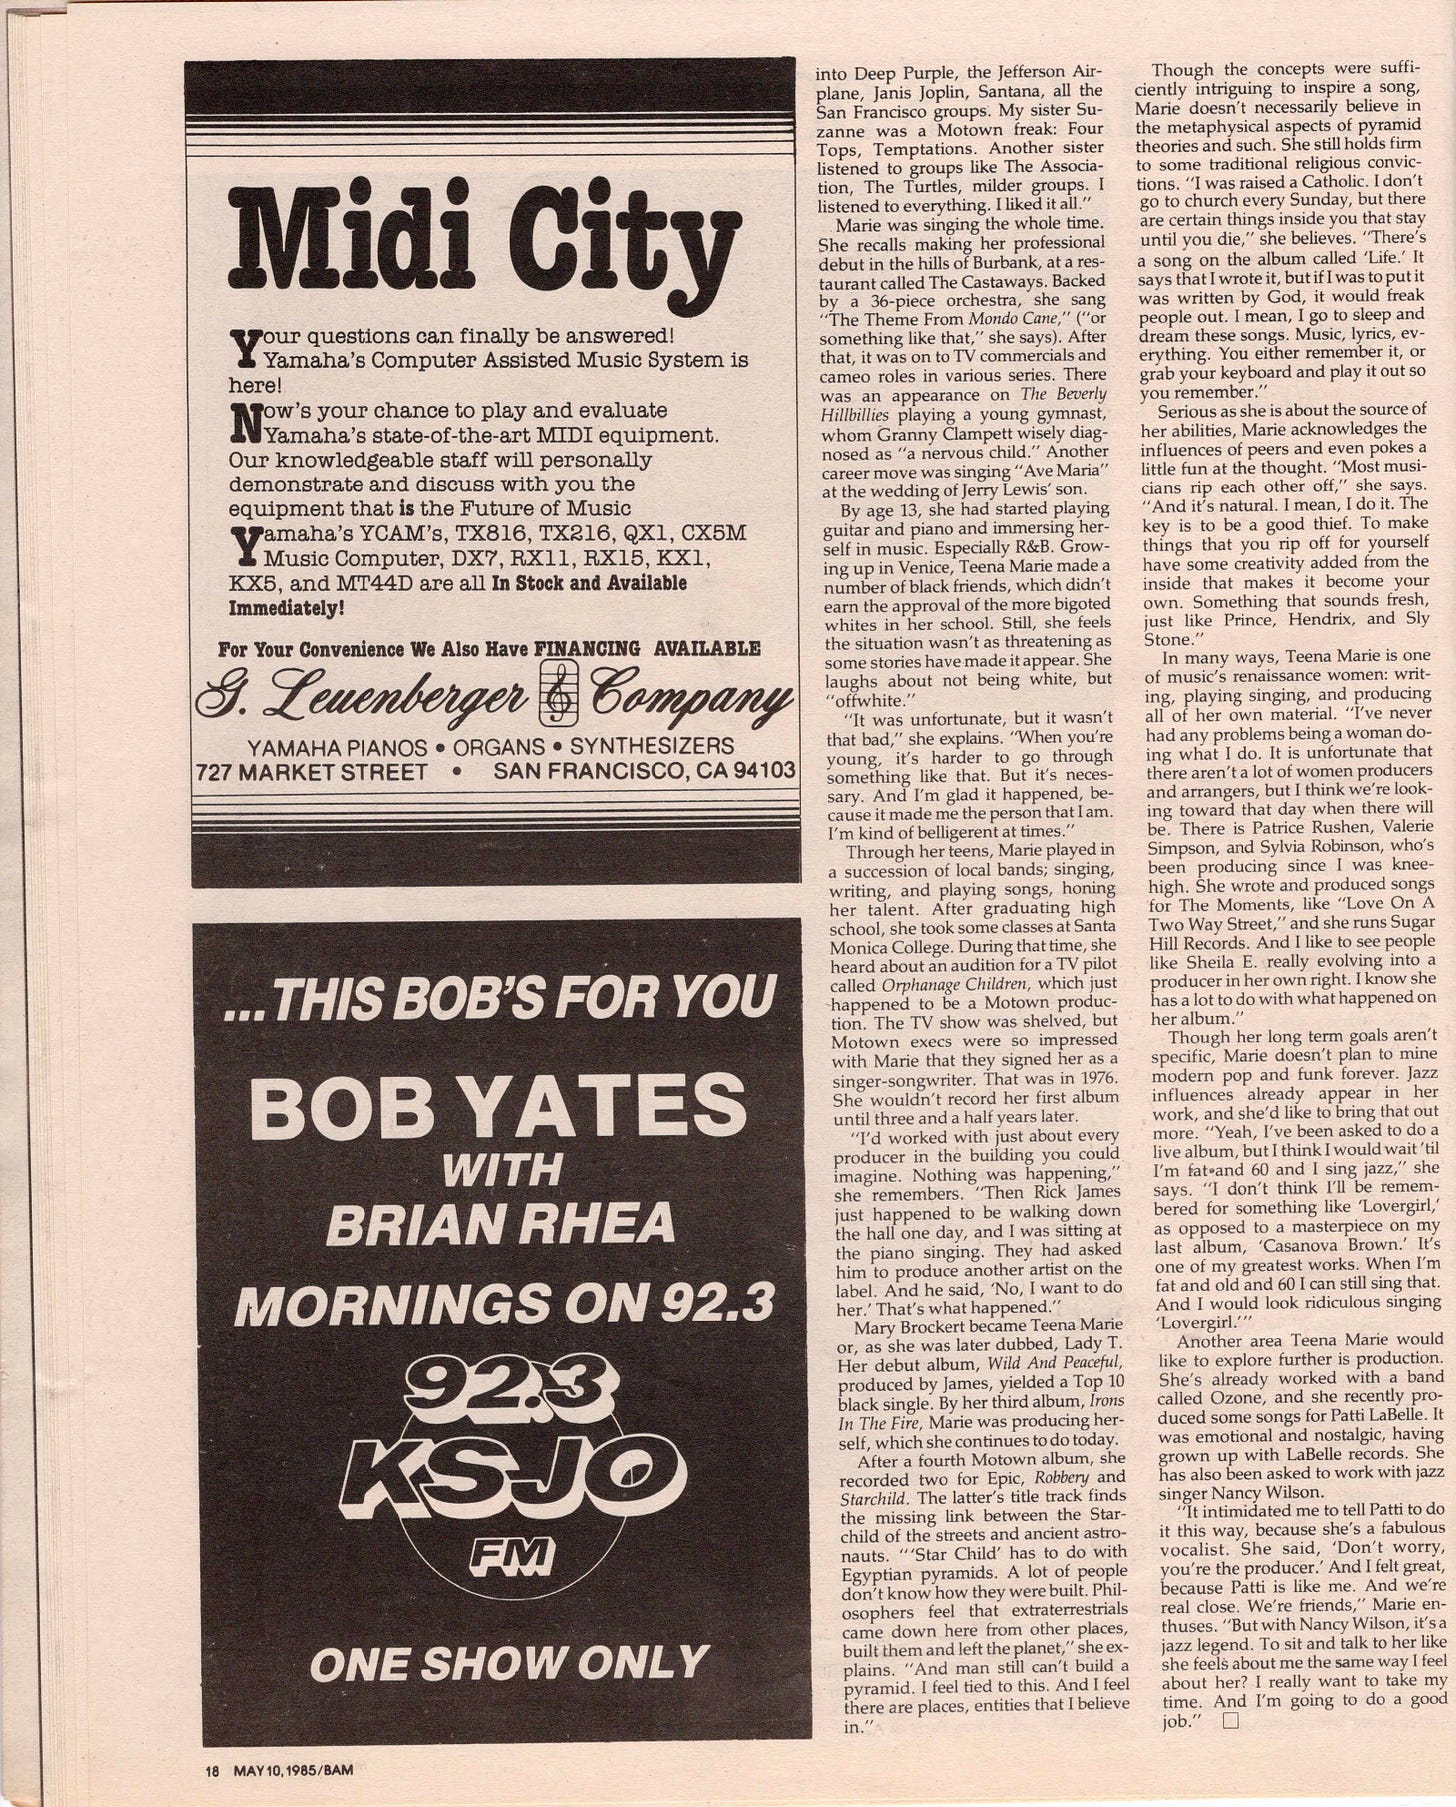 Midi City
Your questions can finally be answered!
Yamaha's Computer Assisted Music System is
here!
Now's your chance to play and evaluate
Yamaha's state-of-the-art MIDI equipment.
Our knowledgeable staff will personally
demonstrate and discuss with you the
equipment that is the Future of Music
Yamaha's YCAM's, TX816, TX216, QX1, CX5M
Music Computer, DX7, RX11, RX15, KX1,
KX5, and MT44D are all In Stock and Available
Immediately!
For Your Convenience We Also Have FINANCING AVAILABLE
G. Leuenberger Company
YAMAHA PIANOS • ORGANS • SYNTHESIZERS
727 MARKET STREET • SAN FRANCISCO, CA 94103
...THIS BOB'S FOR YOU
BOB YATES
WITH
BRIAN RHEA
MORNINGS ON 92.3
92.3
KSJO
FM
ONE SHOW ONLY
into Deep Purple, the Jefferson Air-
plane, Janis Joplin, Santana, all the
San Francisco groups. My sister Su-
zanne was a Motown freak: Four
Tops, Temptations. Another sister
listened to groups like The Associa-
tion, The Turtles, milder groups. I
listened to everything. I liked it all."
Marie was singing the whole time.
She recalls making her professional
debut in the hills of Burbank, at a res-
taurant called The Castaways. Backed
by a 36-piece orchestra, she sang
"The Theme From Mondo Cane," ("or
something like that," she says). After
that, it was on to TV commercials and
cameo roles in various series. There
was an appearance on The Beverly
Hillbillies playing a young gymnast,
whom Granny Clampett wisely diag-
nosed as "a nervous child." Another
career move was singing "Ave Maria"
at the wedding of Jerry Lewis' son.
By age 13, she had started playing
guitar and piano and immersing her-
self in music. Especially R&B. Grow-
ing up in Venice, Teena Marie made a
number of black friends, which didn't
earn the approval of the more bigoted
whites in her school. Still, she feels
the situation wasn't as threatening as
some stories have made it appear. She
laughs about not being white, but
"offwhite."
"It was unfortunate, but it wasn't
that bad," she explains. "When you're
young, it's harder to go through
something like that. But it's neces-
sary. And I'm glad it happened, be-
cause it made me the person that I am.
I'm kind of belligerent at times."
Through her teens, Marie played in
a succession of local bands; singing,
writing, and playing songs, honing
her talent. After graduating high
school, she took some classes at Santa
Monica College. During that time, she
heard about an audition for a TV pilot
called Orphanage Children, which just
happened to be a Motown produc-
tion. The TV show was shelved, but
Motown execs were so impressed
with Marie that they signed her as a
singer-songwriter. That was in 1976.
She wouldn't record her first album
until three and a half years later.
"I'd worked with just about every
producer in the building you could
imagine. Nothing was happening,"
she remembers. "Then Rick James
just happened to be walking down
the hall one day, and I was sitting at
the piano singing. They had asked
him to produce another artist on the
label. And he said, 'No, I want to do
her.' That's what happened."
Mary Brockert became Teena Marie
or, as she was later dubbed, Lady T.
Her debut album, Wild And Peaceful,
produced by James, yielded a Top 10
black single. By her third album, Irons
In The Fire, Marie was producing her-
self, which she continues to do today.
After a fourth Motown album, she
recorded two for Epic, Robbery and
Starchild. The latter's title track finds
the missing link between the Star-
child of the streets and ancient astro-
nauts. "'Star Child' has to do with
Egyptian pyramids. A lot of people
don't know how they were built. Phil-
osophers feel that extraterrestrials
came down here from other places,
built them and left the planet," she ex-
plains. "And man still can't build a
pyramid. I feel tied to this. And I feel
there are places, entities that I believe
in."
Though the concepts were suffi-
ciently intriguing to inspire a song,
Marie doesn't necessarily believe in
the metaphysical aspects of pyramid
theories and such. She still holds firm
to some traditional religious convic-
tions. "I was raised a Catholic. I don't
go to church every Sunday, but there
are certain things inside you that stay
until you die," she believes. "There's
a song on the album called 'Life.' It
says that I wrote it, but if I was to put it
was written by God, it would freak
people out. I mean, I go to sleep and
dream these songs. Music, lyrics, ev-
erything. You either remember it, or
grab your keyboard and play it out so
you remember."
Serious as she is about the source of
her abilities, Marie acknowledges the
influences of peers and even pokes a
little fun at the thought. "Most musi-
cians rip each other off," she says.
"And it's natural. I mean, I do it. The
key is to be a good thief. To make
things that you rip off for yourself
have some creativity added from the
inside that makes it become your
own. Something that sounds fresh,
just like Prince, Hendrix, and Sly
Stone."
In many ways, Teena Marie is one
of music's renaissance women: writ-
ing, playing singing, and producing
all of her own material. "I've never
had any problems being a woman do-
ing what I do. It is unfortunate that
there aren't a lot of women producers
and arrangers, but I think we're look-
ing toward that day when there will
be. There is Patrice Rushen, Valerie
Simpson, and Sylvia Robinson, who's
been producing since I was knee-
high. She wrote and produced songs
for The Moments, like "Love On A
Two Way Street," and she runs Sugar
Hill Records. And I like to see people
like Sheila E. really evolving into a
producer in her own right. I know she
has a lot to do with what happened on
her album."
Though her long term goals aren't
specific, Marie doesn't plan to mine
modern pop and funk forever. Jazz
influences already appear in her
work, and she'd like to bring that out
more. "Yeah, I've been asked to do a
live album, but I think I would wait 'til
I'm fat and 60 and I sing jazz," she
says. "I don't think I'll be remem-
bered for something like 'Lovergirl,'
as opposed to a masterpiece on my
last album, 'Casanova Brown.' It's
one of my greatest works. When I'm
fat and old and 60 I can still sing that.
And I would look ridiculous singing
'Lovergirl.'"
Another area Teena Marie would
like to explore further is production.
She's already worked with a band
called Ozone, and she recently pro-
duced some songs for Patti LaBelle. It
was emotional and nostalgic, having
grown up with LaBelle records. She
has also been asked to work with jazz
singer Nancy Wilson.
"It intimidated me to tell Patti to do
it this way, because she's a fabulous
vocalist. She said, 'Don't worry,
you're the producer.' And I felt great,
because Patti is like me. And we're
real close. We're friends," Marie en-
thuses. "But with Nancy Wilson, it's a
jazz legend. To sit and talk to her like
she feels about me the same way I feel
about her? I really want to take my
time. And I'm going to do a good
job." □
18 MAY 10, 1985/BAM